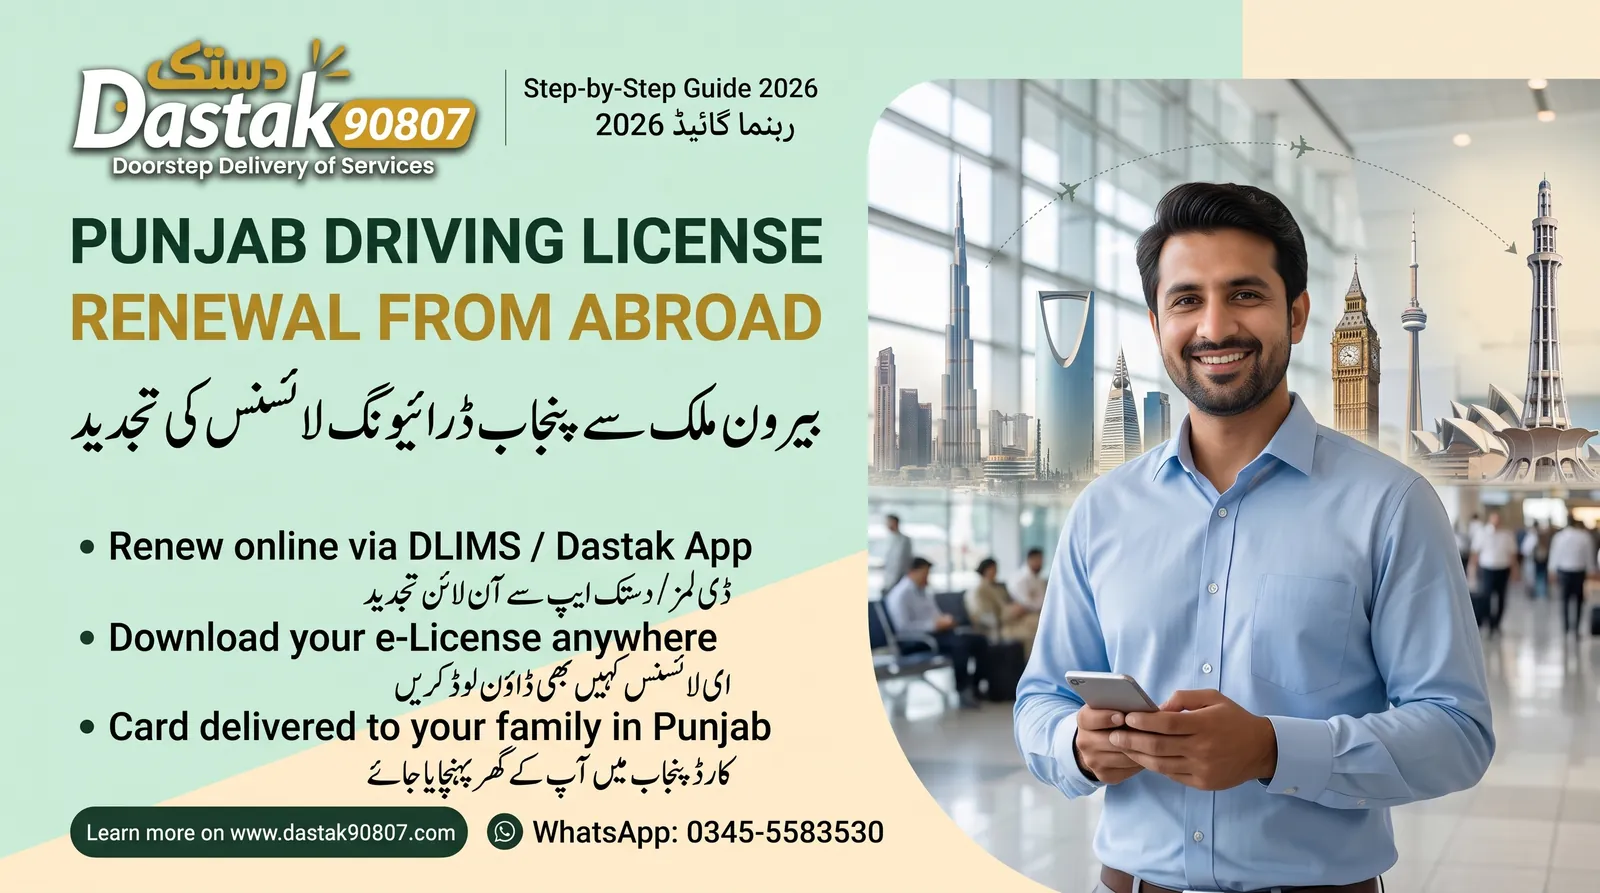 دستک
Dastak 90807
Doorstep Delivery of Services
Step-by-Step Guide 2026
رہنما گائیڈ 2026
PUNJAB DRIVING LICENSE
RENEWAL FROM ABROAD
بیرون ملک سے پنجاب ڈرائیونگ لائسنس کی تجدید
• Renew online via DLIMS / Dastak App
ڈی لمز / دستک ایپ سے آن لائن تجدید
• Download your e-License anywhere
ای لائسنس کہیں بھی ڈاؤن لوڈ کریں
• Card delivered to your family in Punjab
کارڈ پنجاب میں آپ کے گھر پہنچایا جائے
Learn more on www.dastak90807.com
WhatsApp: 0345-5583530